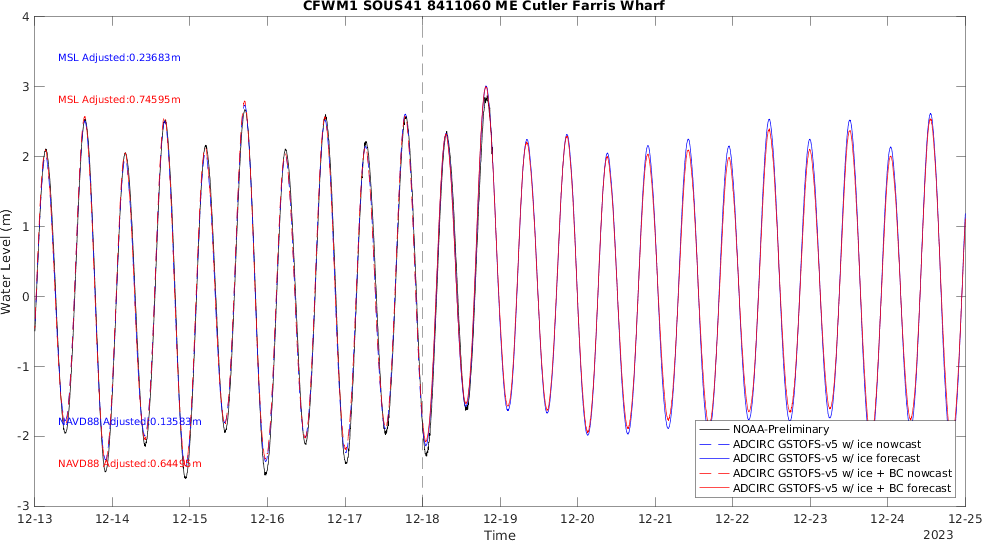 CFWM1 SOUS41 8411060 ME Cutler Farris Wharf
4
3
2
1
0
-1
-2
-3
Water Level (m)
MSL Adjusted:0.23683m
MSL Adjusted:0.74595m
NAVD88 Adjusted:0.13583m
NAVD88 Adjusted:0.64495m
NOAA-Preliminary
ADCIRC GSTOFS-v5 w/ ice nowcast
ADCIRC GSTOFS-v5 w/ ice forecast
ADCIRC GSTOFS-v5 w/ ice + BC nowcast
ADCIRC GSTOFS-v5 w/ ice + BC forecast
12-13 12-14 12-15 12-16 12-17 12-18 12-19 12-20 12-21 12-22 12-23 12-24 12-25
Time
2023